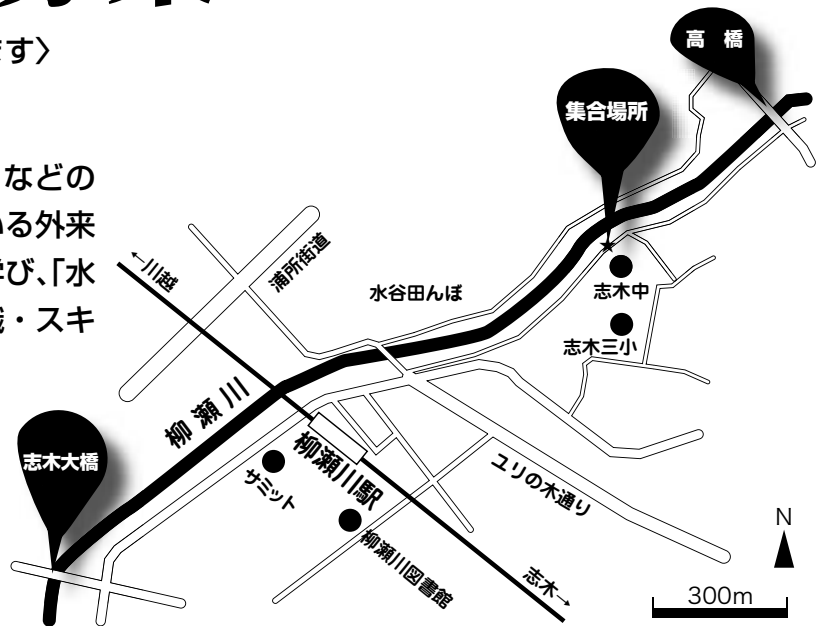 ます〉
などの
いる外来
学び、「水
識・スキ
高　橋
集合場所
←川越
浦所街道
水谷田んぼ
志木中
志木三小
柳瀬川
志木大橋
柳瀬川駅
サミット
ユリの木通り
柳瀬川図書館
志木→
N
300m